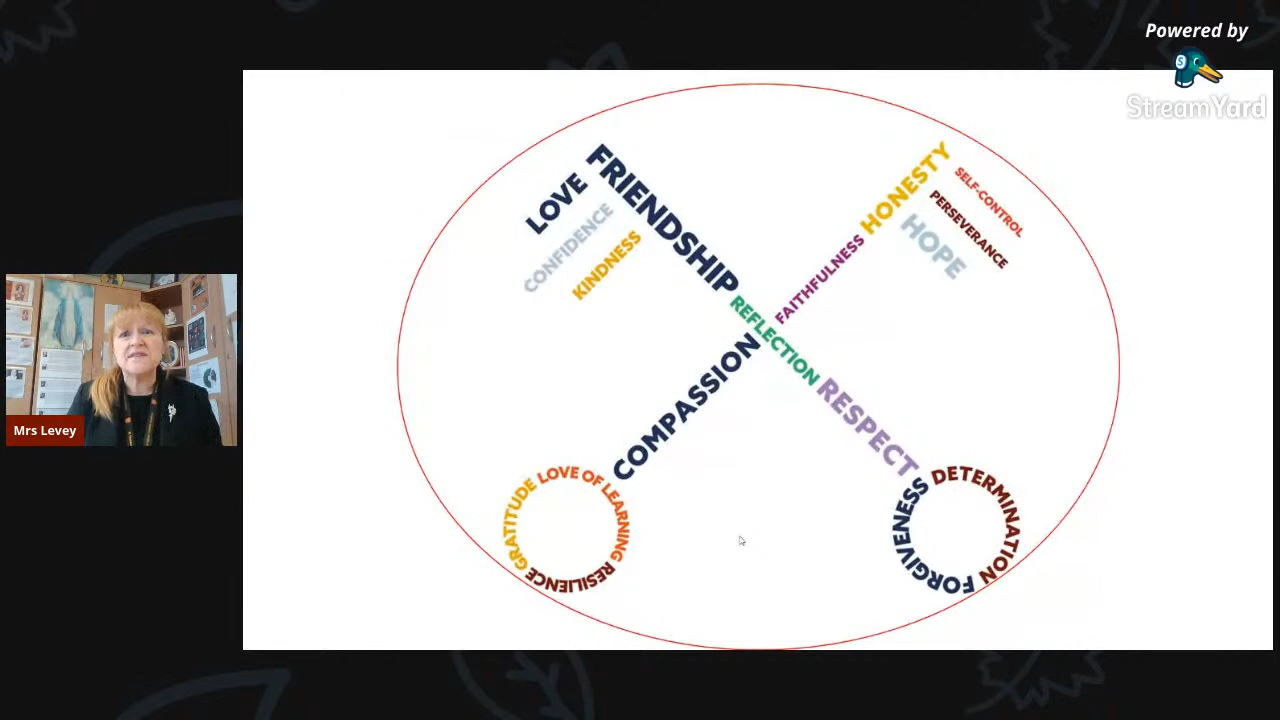 Powered by
StreamYard
FRIENDSHIP
LOVE
CONFIDENCE
KINDNESS
HONESTY
SELF-CONTROL
PERSEVERANCE
HOPE
FAITHFULNESS
REFLECTION
COMPASSION
RESPECT
GRATITUDE
LOVE OF LEARNING
RESILIENCE
DETERMINATION
FORGIVENESS
Mrs Levey